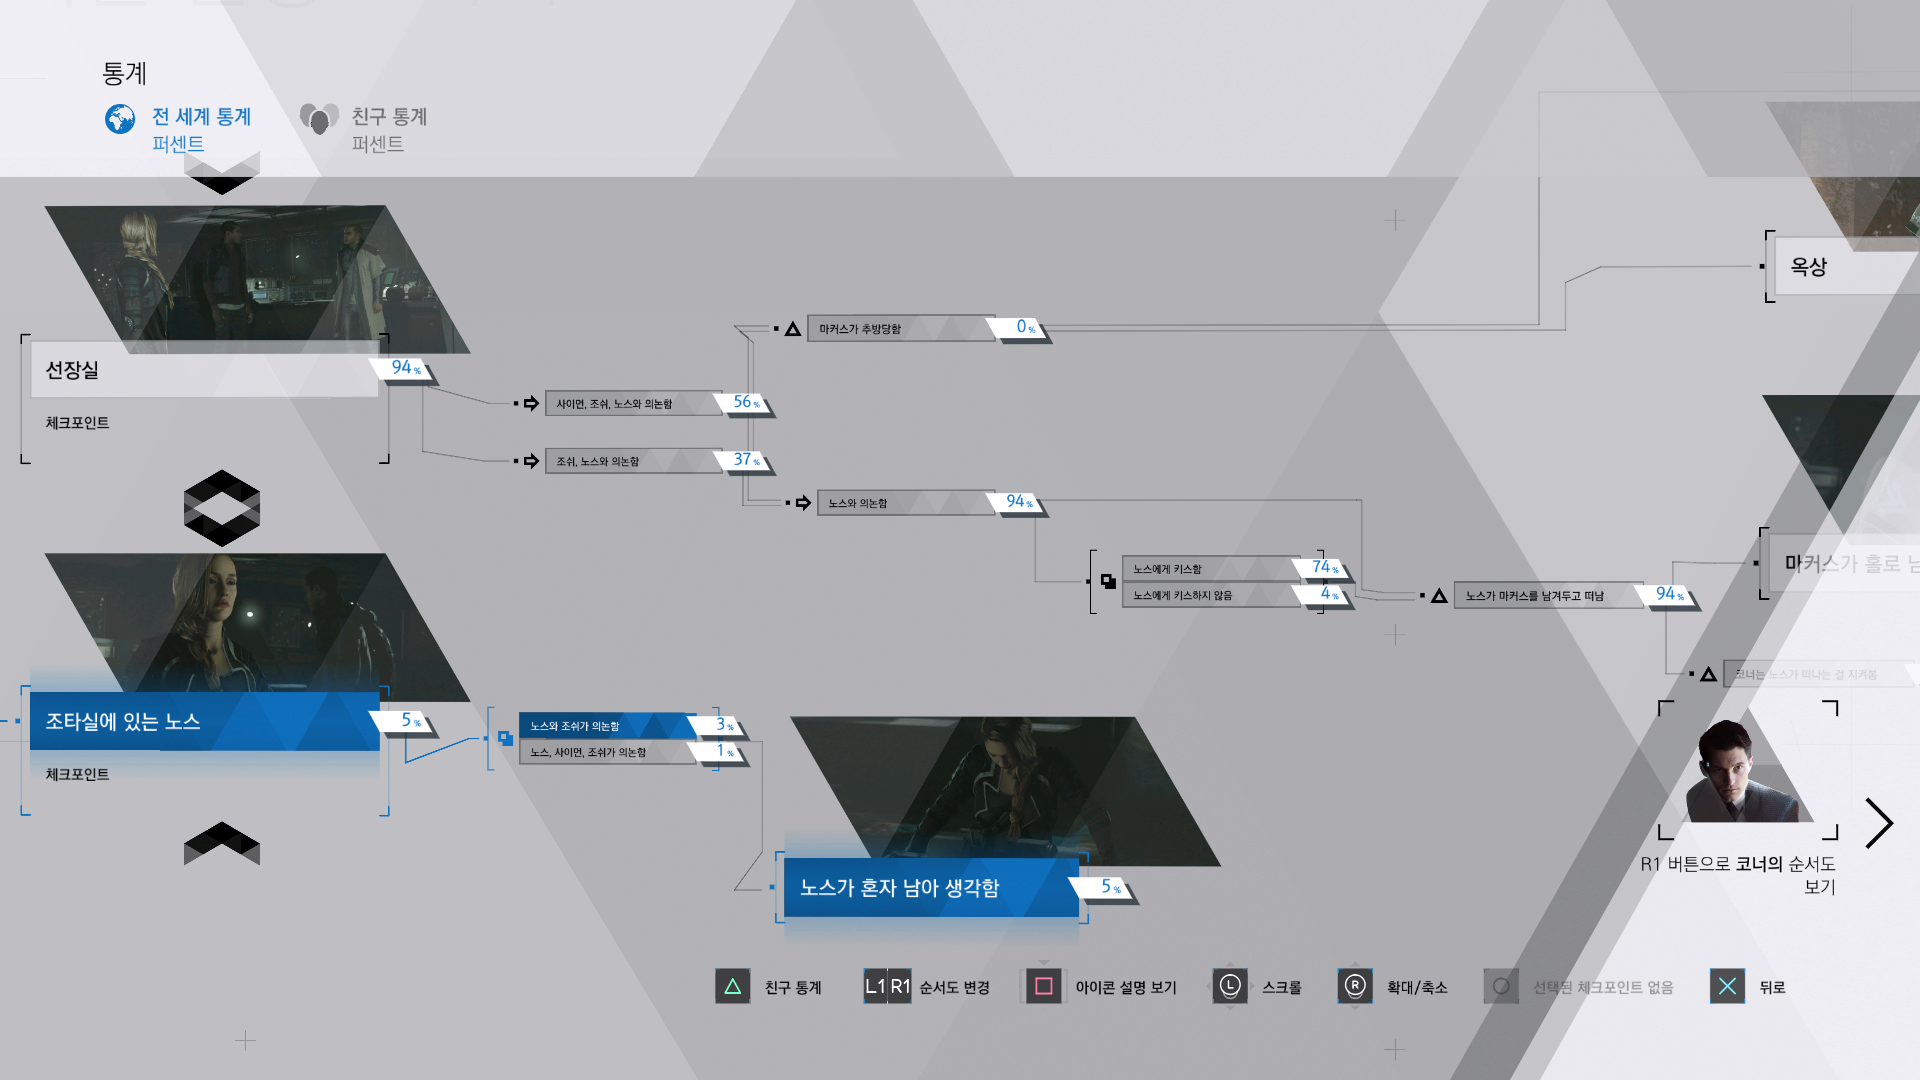 통계
전 세계 통계
퍼센트
친구 통계
퍼센트
선장실
94%
체크포인트
사이먼, 조쉬, 노스와 의논함
56%
조쉬, 노스와 의논함
37%
마커스가 추방당함
0%
노스와 의논함
94%
노스에게 키스함
74%
노스에게 키스하지 않음
4%
노스가 마커스를 남겨두고 떠남
94%
옥상
마커스가 홀로 남
코너는 노스가 떠나는 걸 지켜봄
조타실에 있는 노스
5%
체크포인트
노스와 조쉬가 의논함
3%
노스, 사이먼, 조쉬가 의논함
1%
노스가 혼자 남아 생각함
5%
R1 버튼으로 코너의 순서도
보기
친구 통계
L1 R1 순서도 변경
아이콘 설명 보기
L 스크롤
R 확대/축소
선택된 체크포인트 없음
뒤로